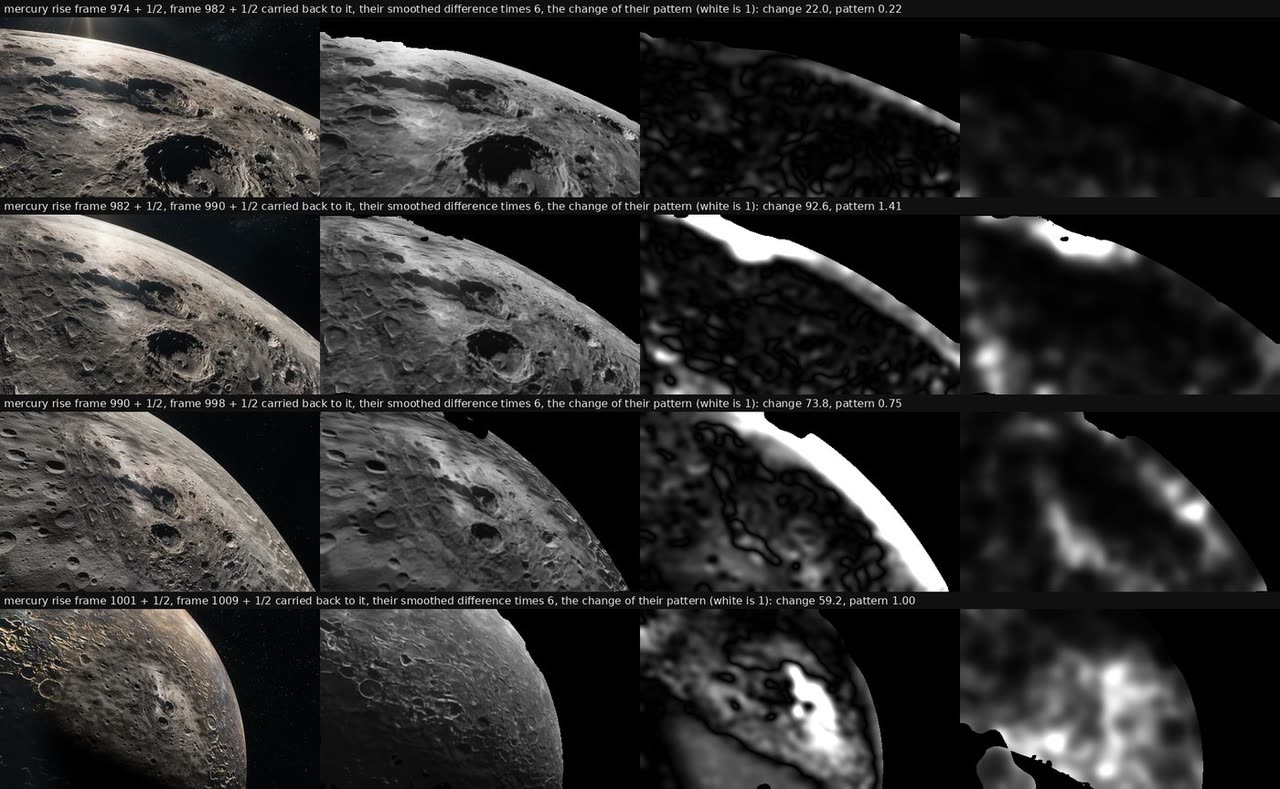 mercury rise frame 974 + 1/2, frame 982 + 1/2 carried back to it, their smoothed difference times 6, the change of their pattern (white is 1): change 22.0, pattern 0.22
mercury rise frame 982 + 1/2, frame 990 + 1/2 carried back to it, their smoothed difference times 6, the change of their pattern (white is 1): change 92.6, pattern 1.41
mercury rise frame 990 + 1/2, frame 998 + 1/2 carried back to it, their smoothed difference times 6, the change of their pattern (white is 1): change 73.8, pattern 0.75
mercury rise frame 1001 + 1/2, frame 1009 + 1/2 carried back to it, their smoothed difference times 6, the change of their pattern (white is 1): change 59.2, pattern 1.00